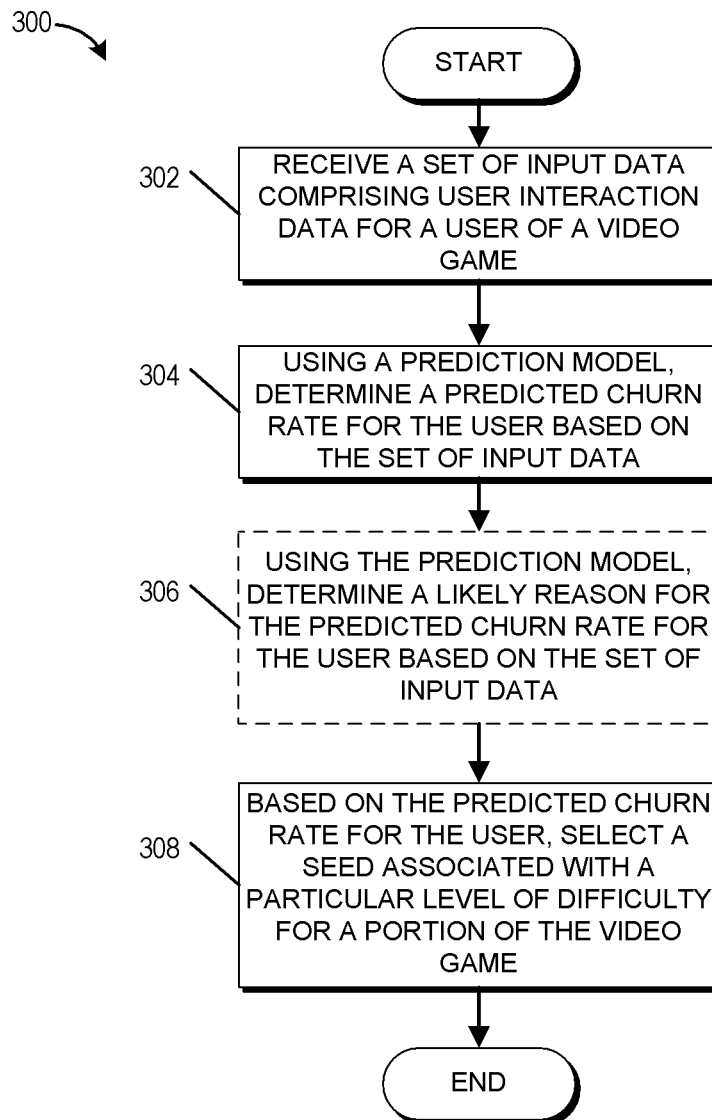 300
START
302
RECEIVE A SET OF INPUT DATA
COMPRISING USER INTERACTION
DATA FOR A USER OF A VIDEO
GAME
304
USING A PREDICTION MODEL,
DETERMINE A PREDICTED CHURN
RATE FOR THE USER BASED ON
THE SET OF INPUT DATA
306
USING THE PREDICTION MODEL,
DETERMINE A LIKELY REASON FOR
THE PREDICTED CHURN RATE FOR
THE USER BASED ON THE SET OF
INPUT DATA
308
BASED ON THE PREDICTED CHURN
RATE FOR THE USER, SELECT A
SEED ASSOCIATED WITH A
PARTICULAR LEVEL OF DIFFICULTY
FOR A PORTION OF THE VIDEO
GAME
END